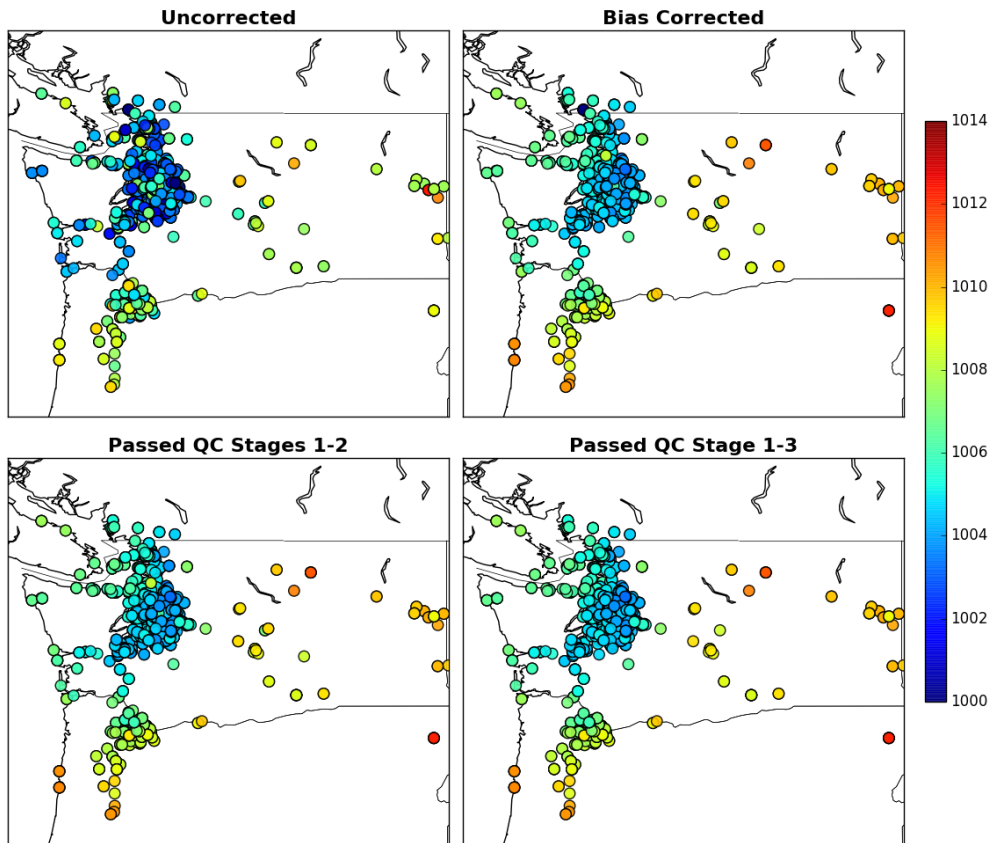 Uncorrected
Bias Corrected
Passed QC Stages 1-2
Passed QC Stage 1-3
1014
1012
1010
1008
1006
1004
1002
1000